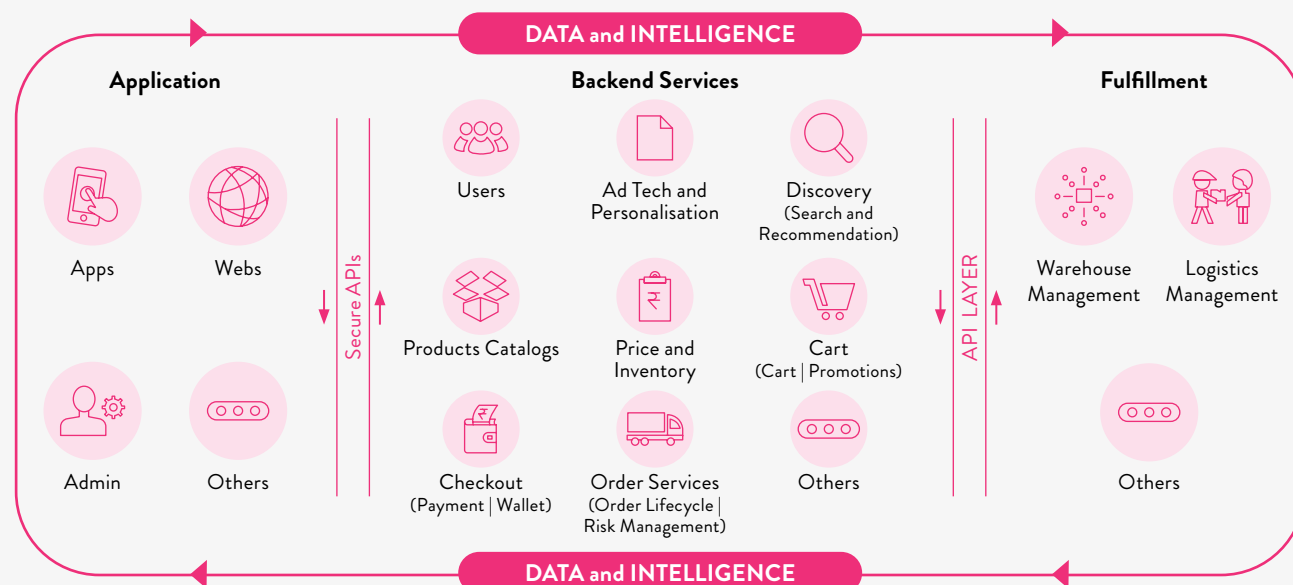 DATA and INTELLIGENCE
Application
Backend Services
Fulfillment
Apps
Webs
Admin
Others
Secure APIs
Users
Ad Tech and
Personalisation
Discovery
(Search and
Recommendation)
Products Catalogs
₹
Price and
Inventory
Cart
(Cart | Promotions)
₹
Checkout
(Payment | Wallet)
Order Services
(Order Lifecycle |
Risk Management)
Others
API LAYER
Warehouse
Management
Logistics
Management
Others
DATA and INTELLIGENCE